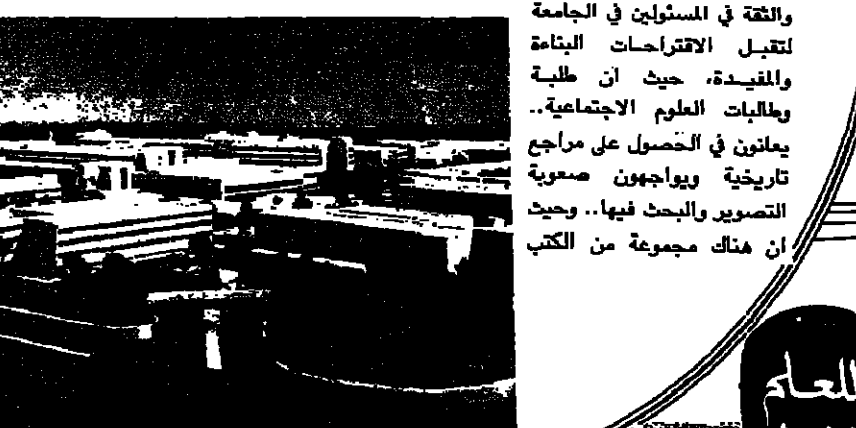 والثقة في المسئولين في الجامعة
لتقبل الاقتراحات البناءة
والمفيدة، حيث ان طلبة
وطالبات العلوم الاجتماعية..
يعانون في الحصول على مراجع
تاريخية ويواجهون صعوبة
التصوير والبحث فيها.. وحيث
ان هناك مجموعة من الكتب
للعام